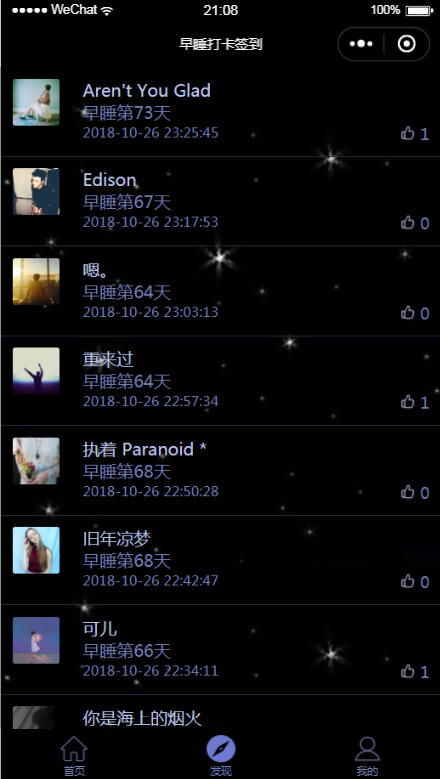 WeChat 21:08 100%
早睡打卡签到
Aren't You Glad
早睡第73天
2018-10-26 23:25:45 1
Edison
早睡第67天
2018-10-26 23:17:53 0
嗯。
早睡第64天
2018-10-26 23:03:13 0
重来过
早睡第64天
2018-10-26 22:57:34 1
执着 Paranoid *
早睡第68天
2018-10-26 22:50:28 0
旧年凉梦
早睡第68天
2018-10-26 22:42:47 0
可儿
早睡第66天
2018-10-26 22:34:11 1
你是海上的烟火
首页 发现 我的